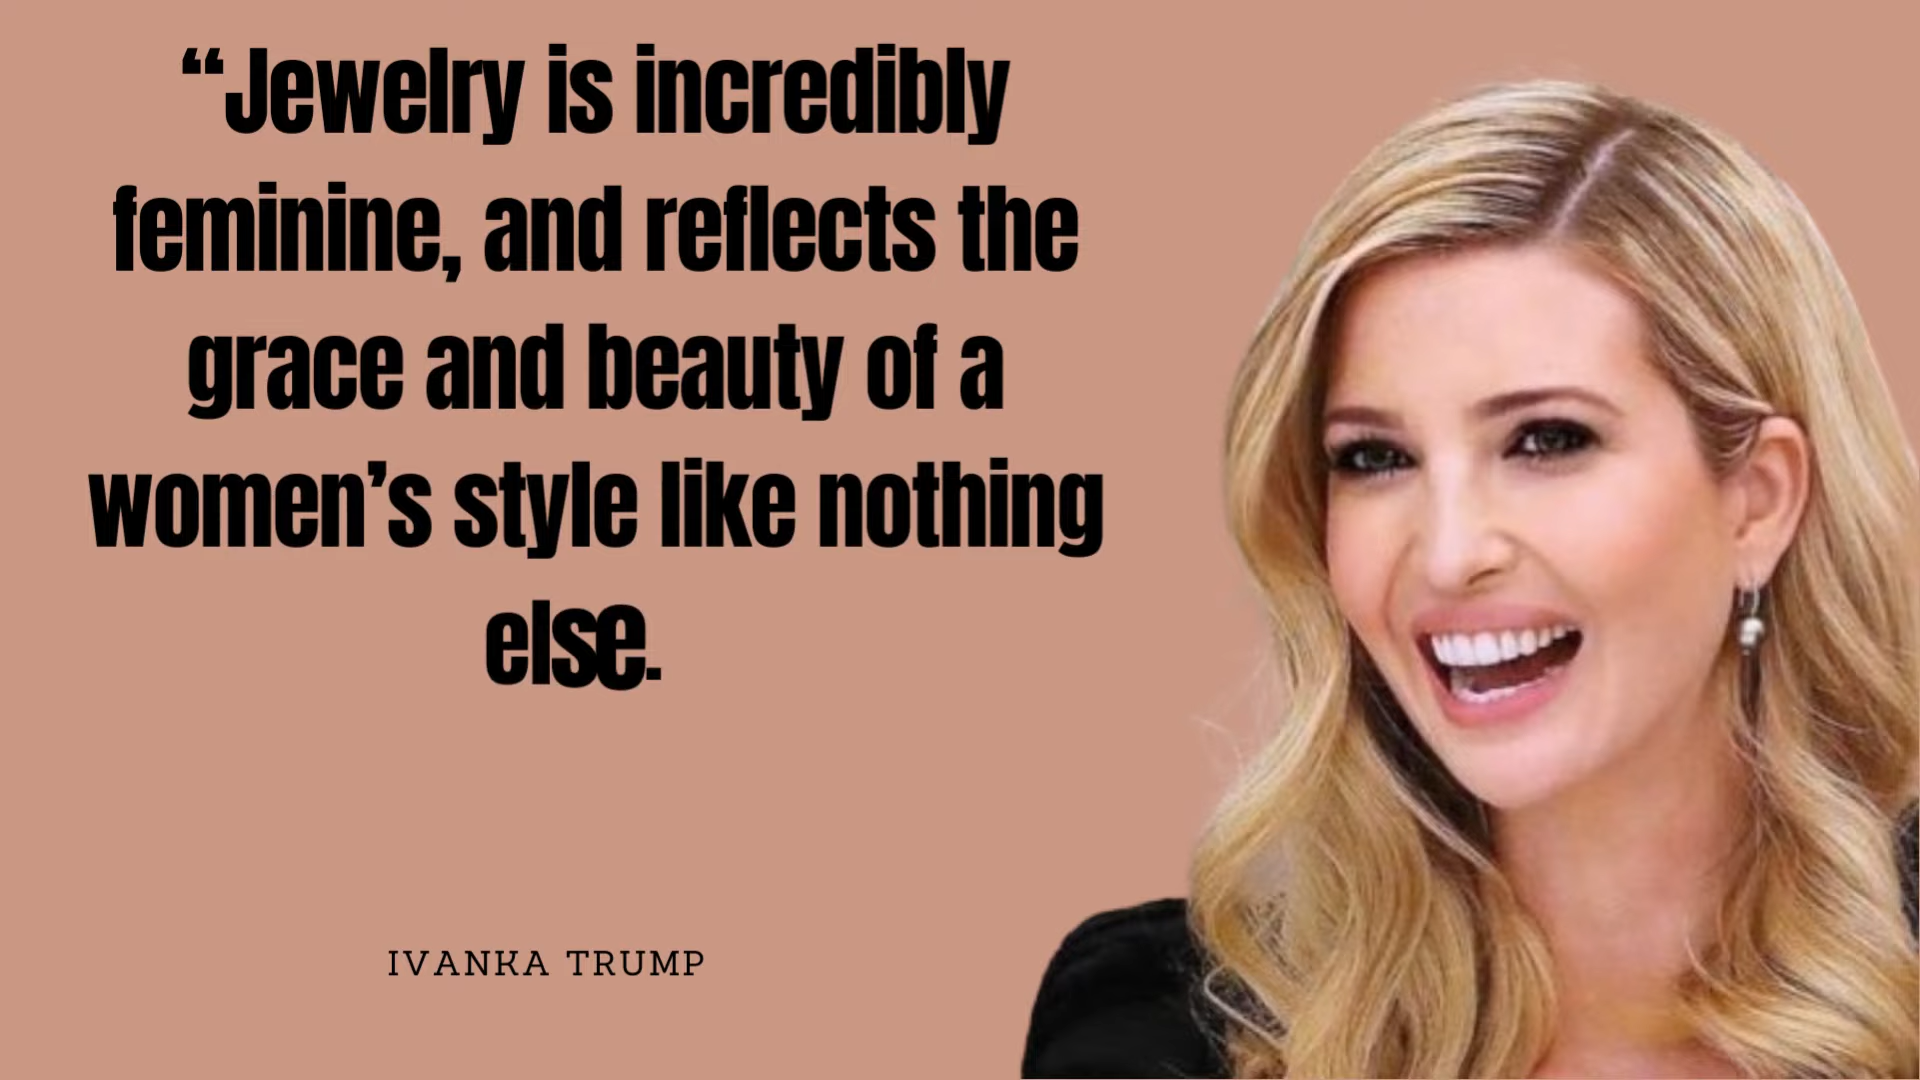 “Jewelry is incredibly
feminine, and reflects the
grace and beauty of a
women’s style like nothing
else.
IVANKA TRUMP